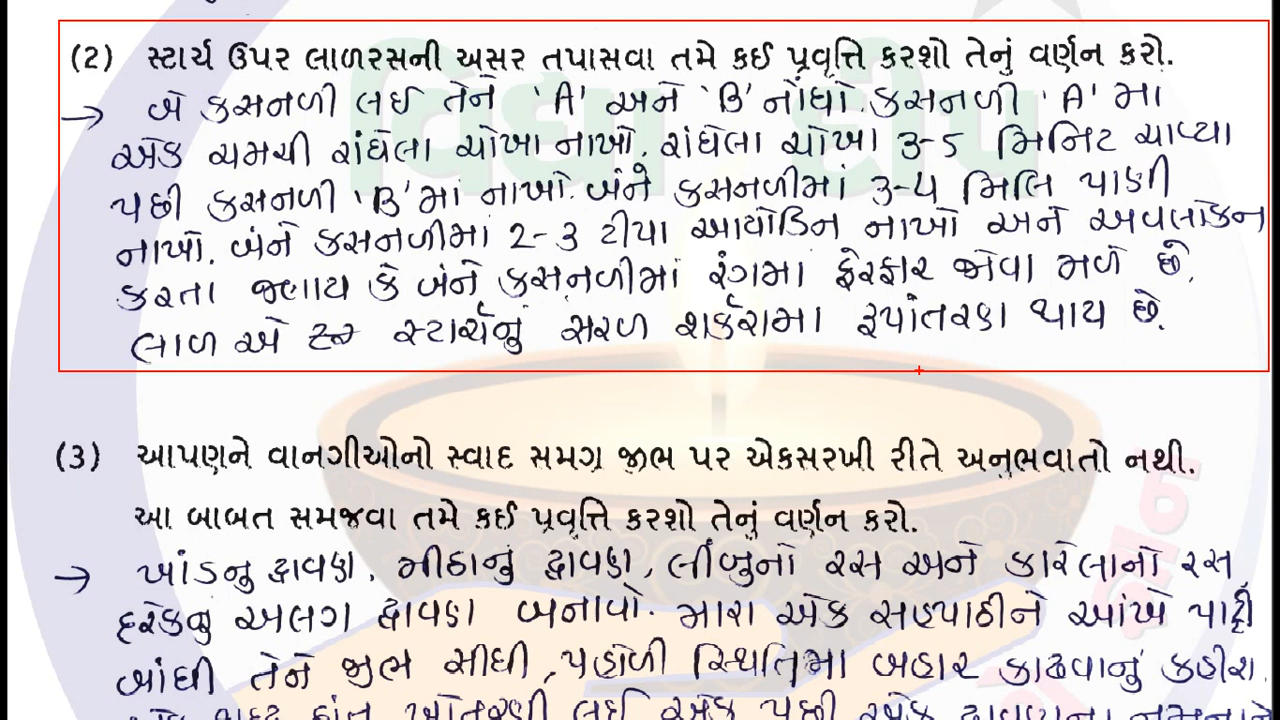 (2) સ્ટાર્ચ ઉપર લાળરસની અસર તપાસવા તમે કઈ પ્રવૃત્તિ કરશો તેનું વર્ણન કરો.
→ બે કસનળી લઈ તેને 'A' અને 'B' નોંધો. કસનળી 'A' મા
એક ચમચી રાંધેલા ચોખા નાખો. રાંધેલા ચોખા 3-5 મિનિટ ચાવ્યા
પછી કસનળી 'B' માં નાખો. બંને કસનળીમાં 3-4 મિલિ પાણી
નાખો. બંને કસનળીમાં 2-3 ટીપા આયોડિન નાખો અને અવલોકન
કરતા જણાય કે બંને કસનળીમાં રંગમા ફેરફાર જોવા મળે છે.
લાળ એ સ્ટાર્ચનું સરળ શર્કરામા રૂપાંતરણ થાય છે.
(3) આપણને વાનગીઓનો સ્વાદ સમગ્ર જીભ પર એકસરખી રીતે અનુભવાતો નથી.
આ બાબત સમજવા તમે કઈ પ્રવૃત્તિ કરશો તેનું વર્ણન કરો.
→ ખાંડનુ દ્રાવણ, મીઠાનું દ્રાવણ, લીંબુનો રસ અને કારેલાનો રસ
દરેકનુ અલગ દ્રાવણ બનાવો. મારા એક સહપાઠીને આંખે પાટ્ટી
બાંધી તેને જીભ સીધી, પહોળી સ્થિતિમા બહાર કાઢવાનું કહીશ.
વિદ્યા દીપ